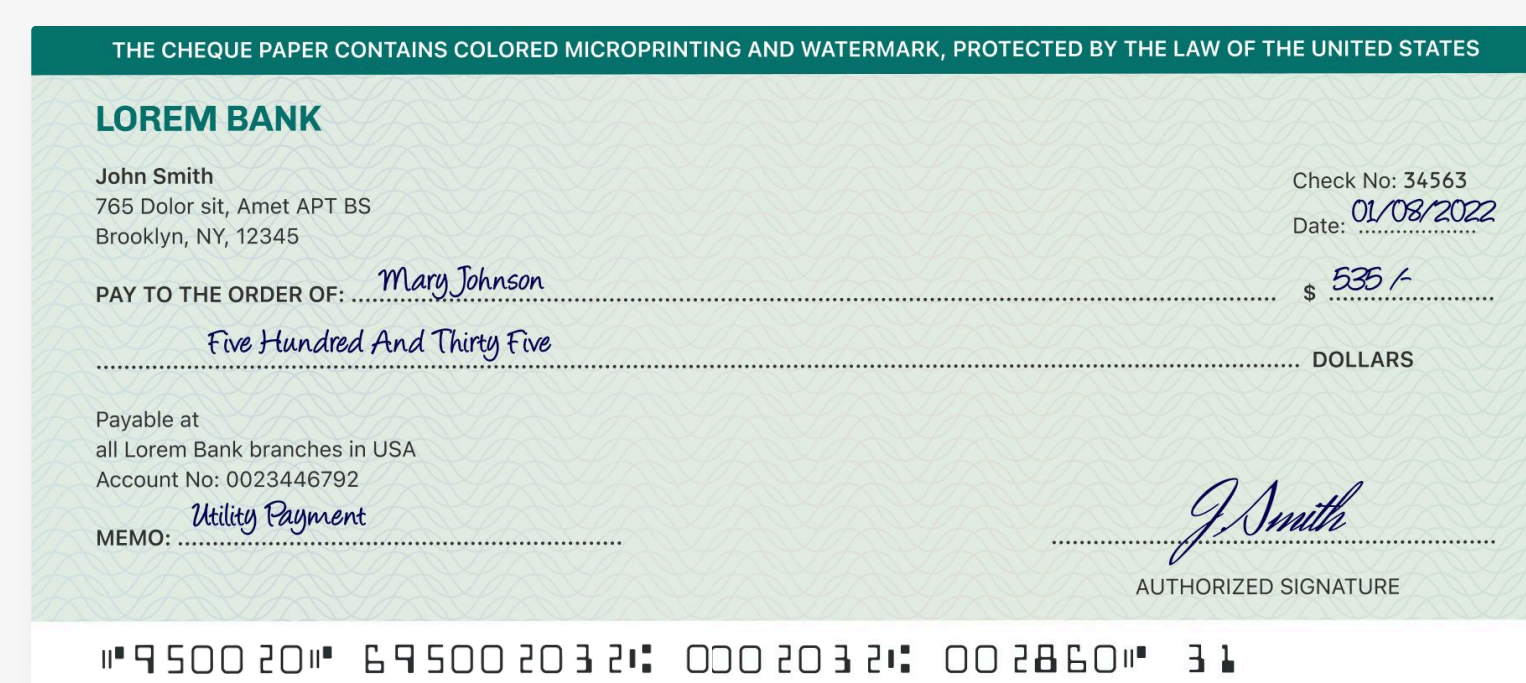 THE CHEQUE PAPER CONTAINS COLORED MICROPRINTING AND WATERMARK, PROTECTED BY THE LAW OF THE UNITED STATES
LOREM BANK
John Smith
765 Dolor sit, Amet APT BS
Brooklyn, NY, 12345
Check No: 34563
Date: 01/08/2022
PAY TO THE ORDER OF: Mary Johnson $ 535 /-
Five Hundred And Thirty Five DOLLARS
Payable at
all Lorem Bank branches in USA
Account No: 0023446792
MEMO: Utility Payment
J Smith
AUTHORIZED SIGNATURE
⑈9500 20⑈ 69500 2032⑆ 000 2032⑆ 00 2860⑈ 31